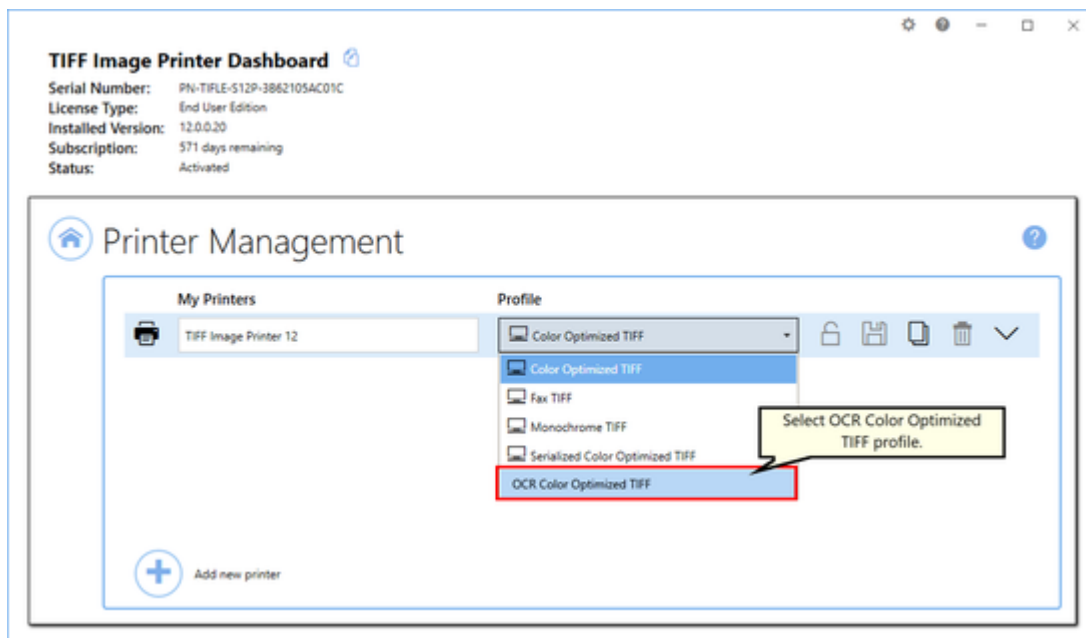 TIFF Image Printer Dashboard
Serial Number: PN-TIFLE-S12P-3B62105AC01C
License Type: End User Edition
Installed Version: 12.0.0.20
Subscription: 571 days remaining
Status: Activated
Printer Management
My Printers Profile
TIFF Image Printer 12 Color Optimized TIFF
Color Optimized TIFF
Fax TIFF
Monochrome TIFF
Serialized Color Optimized TIFF
OCR Color Optimized TIFF
Select OCR Color Optimized
TIFF profile.
Add new printer